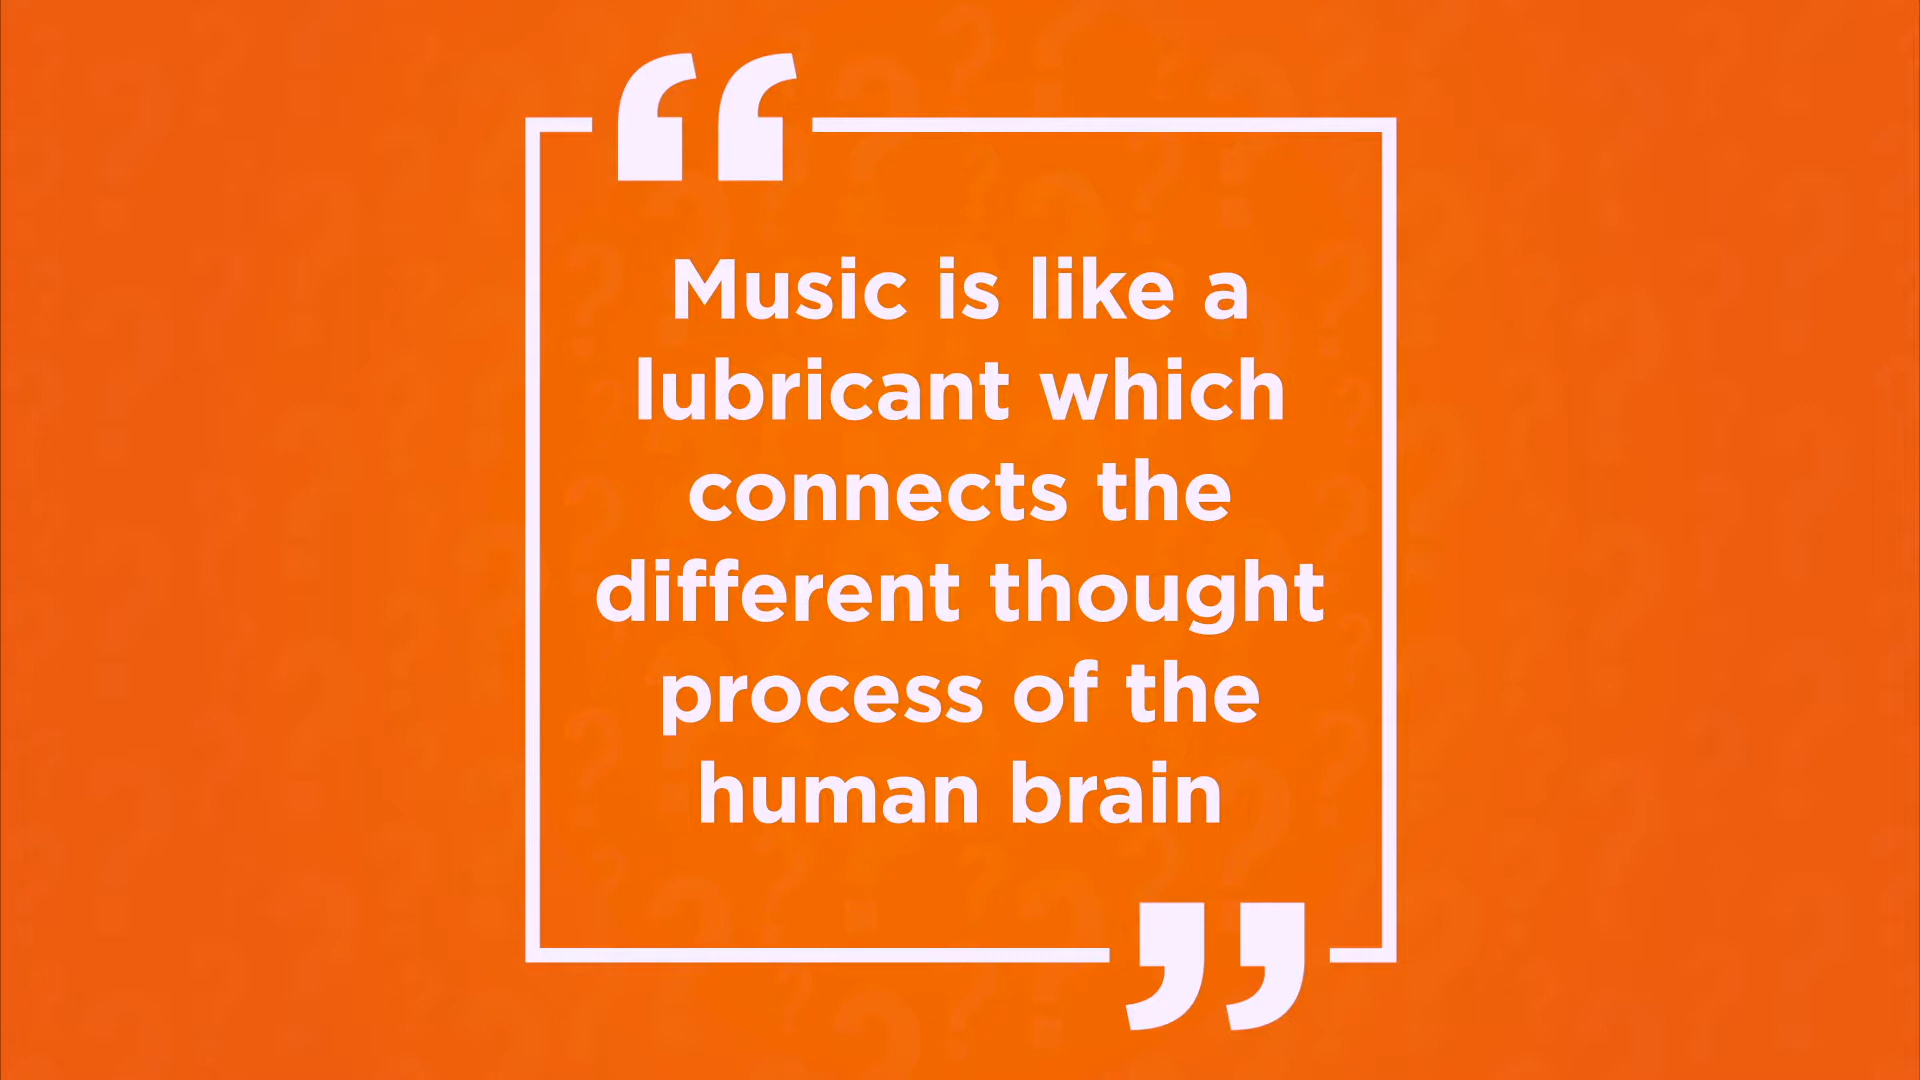 “
Music is like a
lubricant which
connects the
different thought
process of the
human brain
”